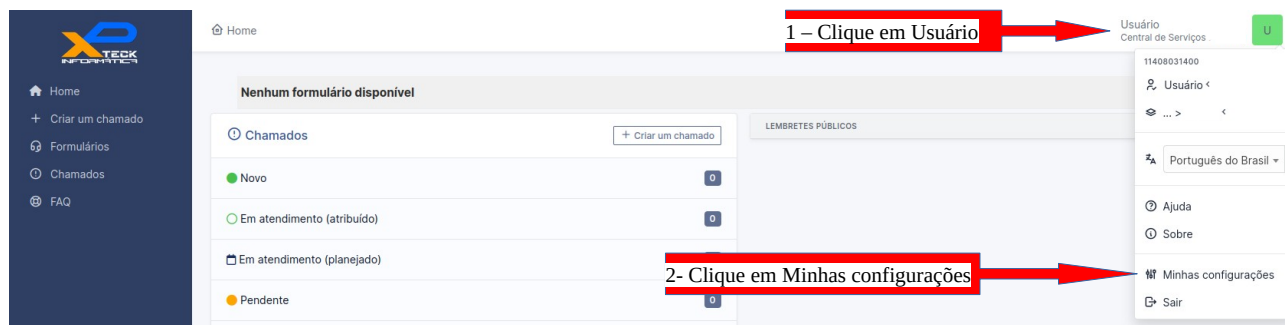 XP
TECK
INFORMÁTICA
Home
Criar um chamado
Formulários
Chamados
FAQ
Home
1 – Clique em Usuário
Usuário
Central de Serviços
U
Nenhum formulário disponível
Chamados
+ Criar um chamado
Novo
0
Em atendimento (atribuído)
0
Em atendimento (planejado)
2- Clique em Minhas configurações
Pendente
0
LEMBRETES PÚBLICOS
11408031400
Usuário
... >
Português do Brasil
Ajuda
Sobre
Minhas configurações
Sair